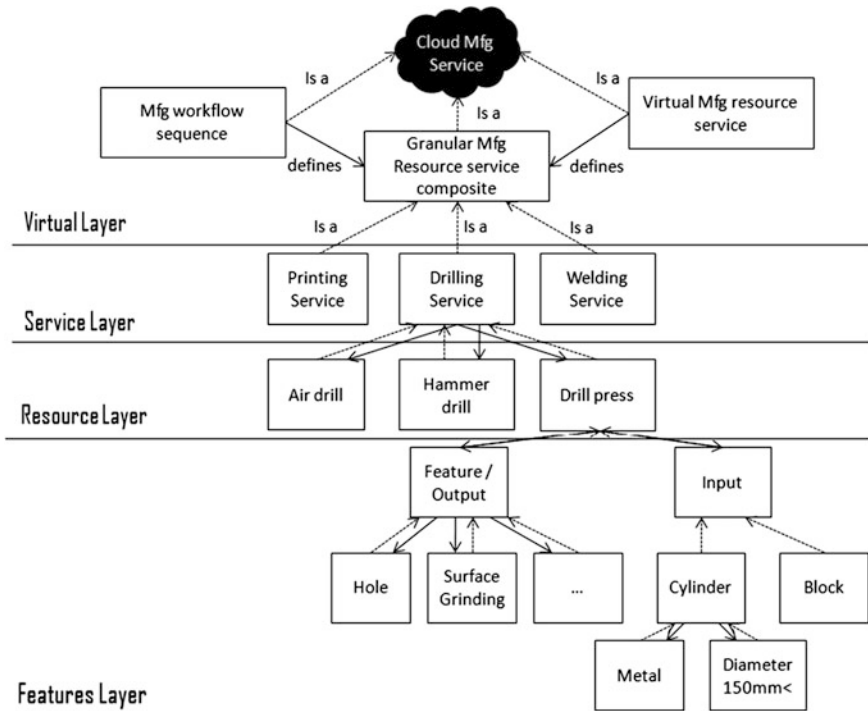 Cloud Mfg
Service
Is a
Is a
Is a
Mfg workflow
sequence
Virtual Mfg resource
service
Granular Mfg
Resource service
composite
defines
defines
Virtual Layer
Is a
Is a
Is a
Printing
Service
Drilling
Service
Welding
Service
Service Layer
Air drill
Hammer
drill
Drill press
Resource Layer
Feature /
Output
Input
Hole
Surface
Grinding
...
Cylinder
Block
Metal
Diameter
150mm<
Features Layer